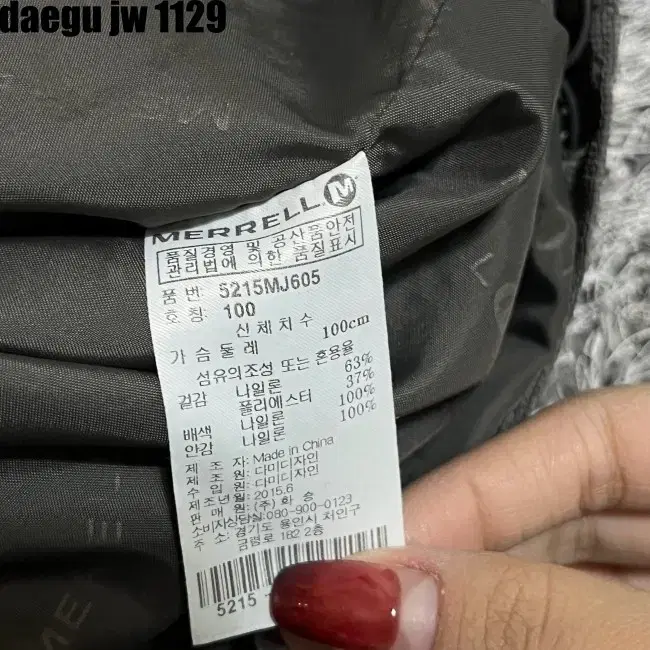 daegu jw 1129
MERRELL M
품질경영 및 공산품안전
관리법에 의한 품질표시
품 번: 5215MJ605
호 칭: 100
신체치수
가슴둘레 100cm
섬유의조성 또는 혼용율
겉감 나일론 63%
폴리에스터 37%
배색 나일론 100%
안감 나일론 100%
제 조 자: Made in China
제 조 원: 다미디자인
수 입 원: 다미디자인
제조년월: 2015.6
판 매 원: (주) 화 승
소비자상담실: 080-900-0123
주 소: 경기도 용인시 처인구
금령로 182 2층
5215